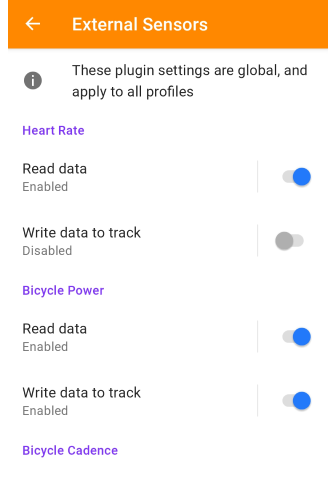 External Sensors
These plugin settings are global, and
apply to all profiles
Heart Rate
Read data
Enabled
Write data to track
Disabled
Bicycle Power
Read data
Enabled
Write data to track
Enabled
Bicycle Cadence